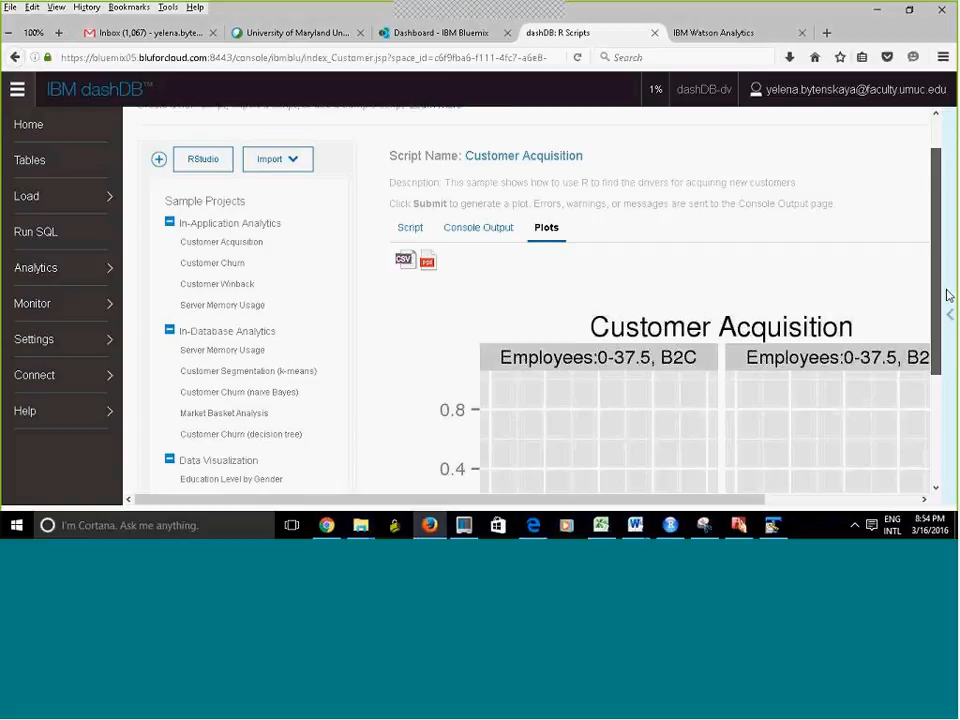 File Edit View History Bookmarks Tools Help
100% Inbox (1,067) - yelena.byte... University of Maryland Un... Dashboard - IBM Bluemix dashDB: R Scripts IBM Watson Analytics
https://bluemix05.bluforcloud.com:8443/console/ibmblu/index_Customer.jsp?space_id=c6f9fba6-f111-4fc7-a6e8- Search
IBM dashDB™ 1% dashDB-dv yelena.bytenskaya@faculty.umuc.edu
Home
Tables
Load
Run SQL
Analytics
Monitor
Settings
Connect
Help
RStudio Import
Sample Projects
In-Application Analytics
Customer Acquisition
Customer Churn
Customer Winback
Server Memory Usage
In-Database Analytics
Server Memory Usage
Customer Segmentation (k-means)
Customer Churn (naive Bayes)
Market Basket Analysis
Customer Churn (decision tree)
Data Visualization
Education Level by Gender
Script Name: Customer Acquisition
Description: This sample shows how to use R to find the drivers for acquiring new customers
Click Submit to generate a plot. Errors, warnings, or messages are sent to the Console Output page.
Script Console Output Plots
CSV PDF
Customer Acquisition
Employees:0-37.5, B2C Employees:0-37.5, B2
0.8
0.4
I'm Cortana. Ask me anything.
ENG 8:54 PM
INTL 3/16/2016